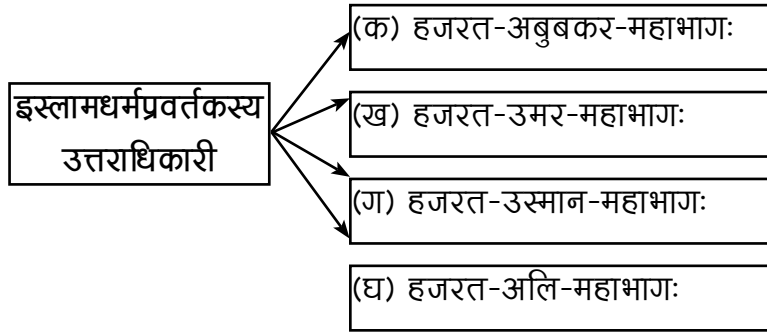 इस्लामधर्मप्रवर्तकस्य
उत्तराधिकारी
(क) हजरत-अबुबकर-महाभागः
(ख) हजरत-उमर-महाभागः
(ग) हजरत-उस्मान-महाभागः
(घ) हजरत-अलि-महाभागः